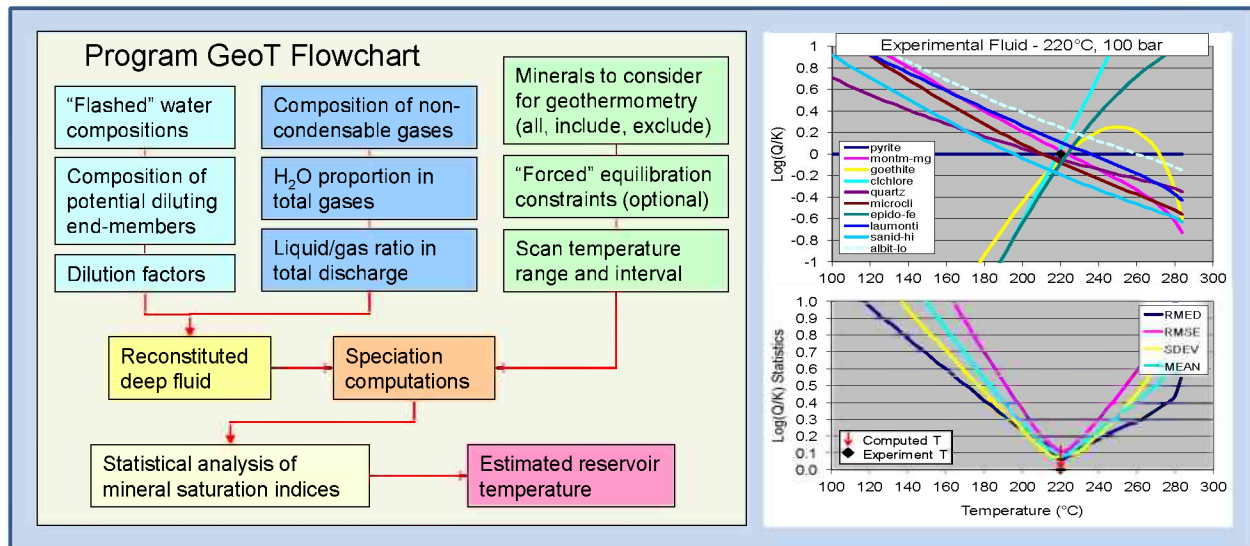 Program GeoT Flowchart
“Flashed” water
compositions
Composition of
potential diluting
end-members
Dilution factors
Composition of non-
condensable gases
H2O proportion in
total gases
Liquid/gas ratio in
total discharge
Minerals to consider
for geothermometry
(all, include, exclude)
“Forced” equilibration
constraints (optional)
Scan temperature
range and interval
Reconstituted
deep fluid
Speciation
computations
Statistical analysis of
mineral saturation indices
Estimated reservoir
temperature
Experimental Fluid - 220°C, 100 bar
Log(Q/K)
1
0.8
0.6
0.4
0.2
0
-0.2
-0.4
-0.6
-0.8
-1
pyrite
montm-mg
goethite
clchlore
quartz
microcli
epido-fe
laumonti
sanid-hi
albit-lo
100 120 140 160 180 200 220 240 260 280 300
Log(Q/K) Statistics
1.0
0.9
0.8
0.7
0.6
0.5
0.4
0.3
0.2
0.1
0.0
RMED
RMSE
SDEV
MEAN
Computed T
Experiment T
100 120 140 160 180 200 220 240 260 280 300
Temperature (°C)